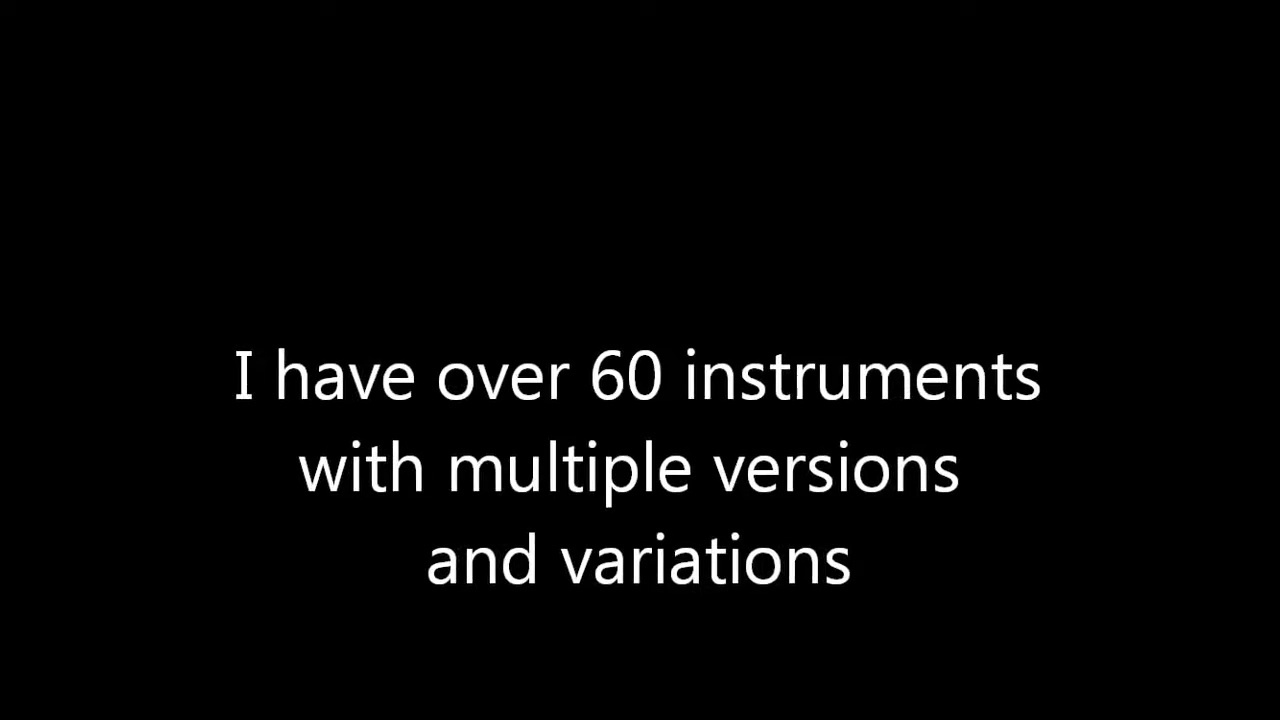 I have over 60 instruments
with multiple versions
and variations